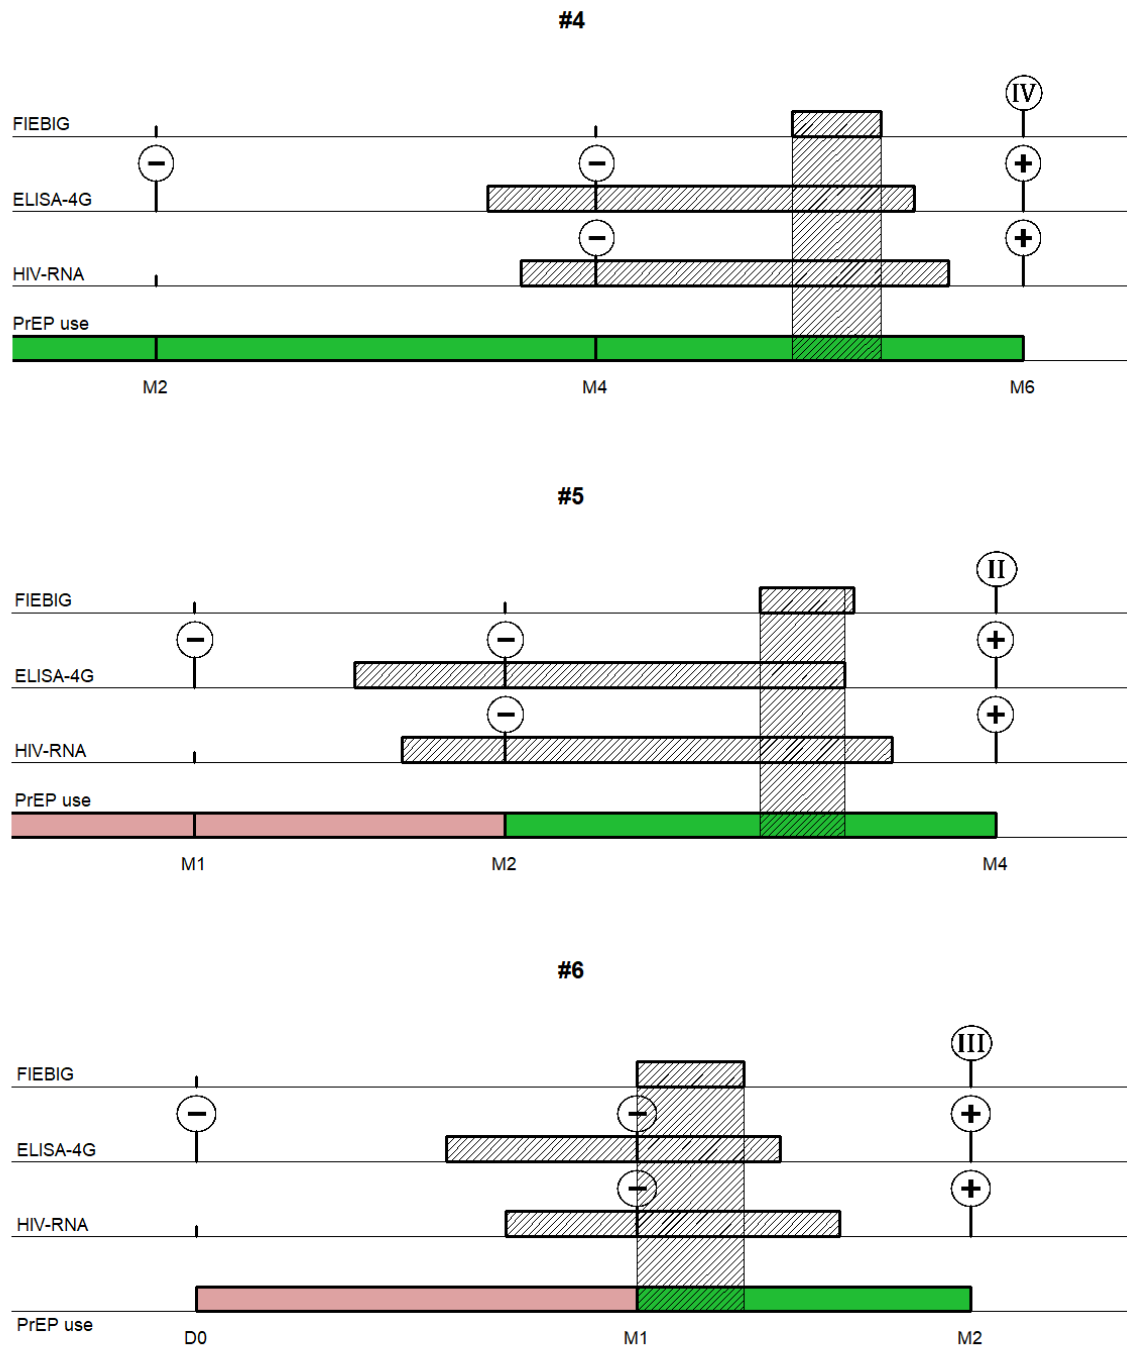 #4
IV
FIEBIG
− − +
ELISA-4G
− +
HIV-RNA
PrEP use
M2 M4 M6
#5
II
FIEBIG
− − +
ELISA-4G
− +
HIV-RNA
PrEP use
M1 M2 M4
#6
III
FIEBIG
− − +
ELISA-4G
− +
HIV-RNA
PrEP use
D0 M1 M2